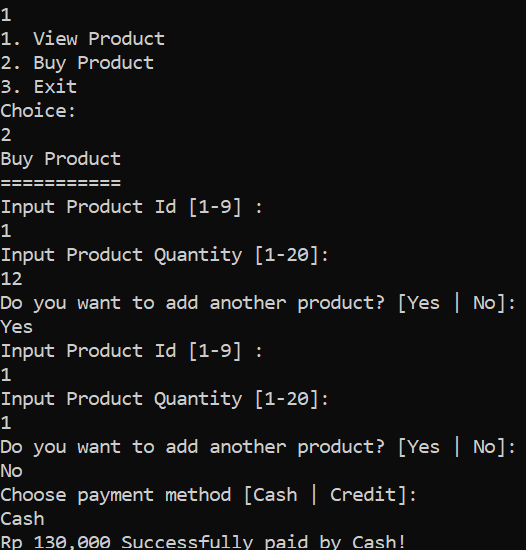 1
1. View Product
2. Buy Product
3. Exit
Choice:
2
Buy Product
===========
Input Product Id [1-9] :
1
Input Product Quantity [1-20]:
12
Do you want to add another product? [Yes | No]:
Yes
Input Product Id [1-9] :
1
Input Product Quantity [1-20]:
1
Do you want to add another product? [Yes | No]:
No
Choose payment method [Cash | Credit]:
Cash
Rp 130,000 Successfully paid by Cash!